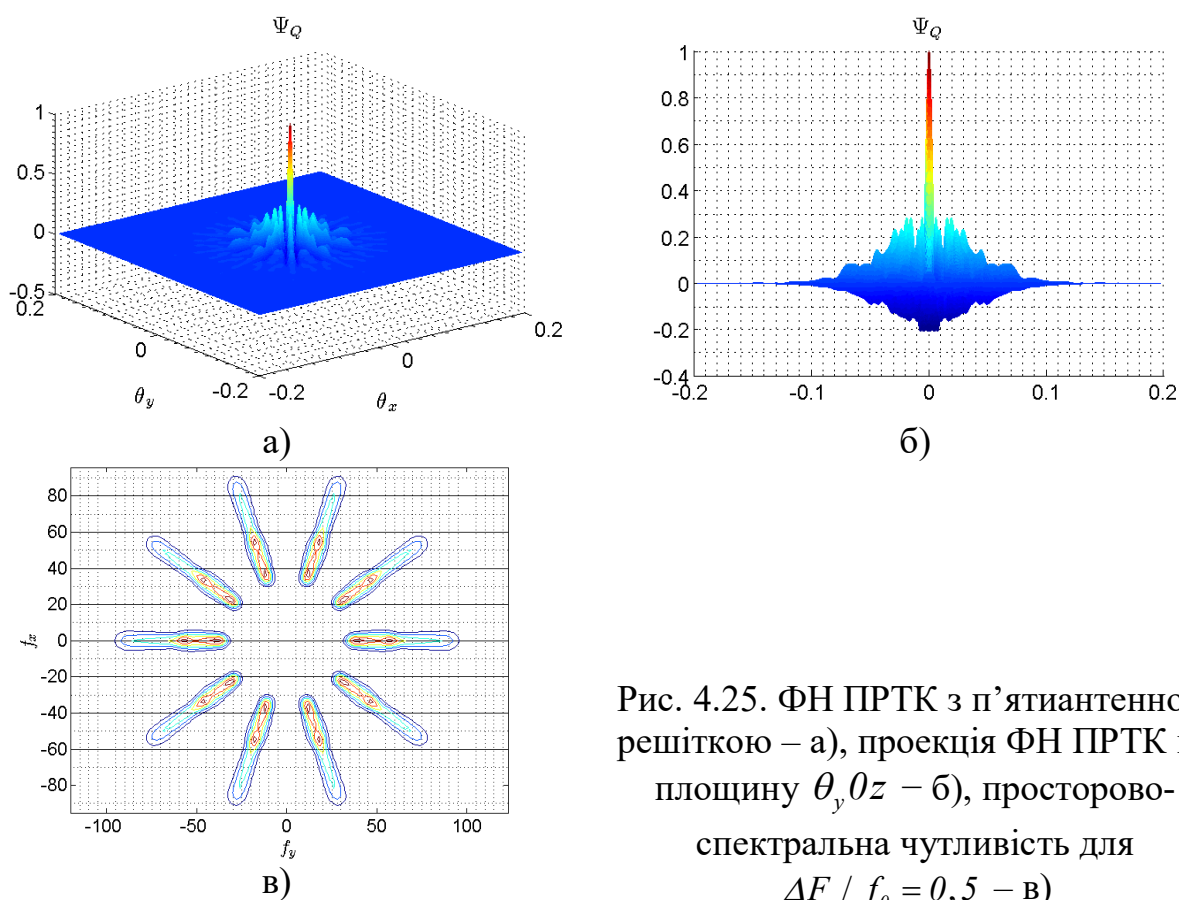 Ψ_Q
1
0.5
0
-0.5
0.2
0
-0.2
θ_y
-0.2
0
0.2
θ_x
а)
Ψ_Q
1
0.8
0.6
0.4
0.2
0
-0.2
-0.4
-0.2 -0.1 0 0.1 0.2
б)
80
60
40
20
0
-20
-40
-60
-80
f_x
-100 -50 0 50 100
f_y
в)
Рис. 4.25. ФН ПРТК з п’ятиантенно
решіткою – а), проекція ФН ПРТК
площину θ_y0z – б), просторово-
спектральна чутливість для
ΔF / f_0 = 0,5 – в)